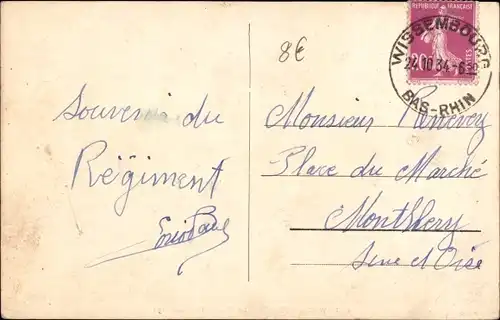 8€
REPUBLIQUE FRANÇAISE
WISSEMBOURG
24.10.34
BAS-RHIN
Souvenir du
Régiment
Monsieur
Place du Marché
Montlhery
Seine et Oise